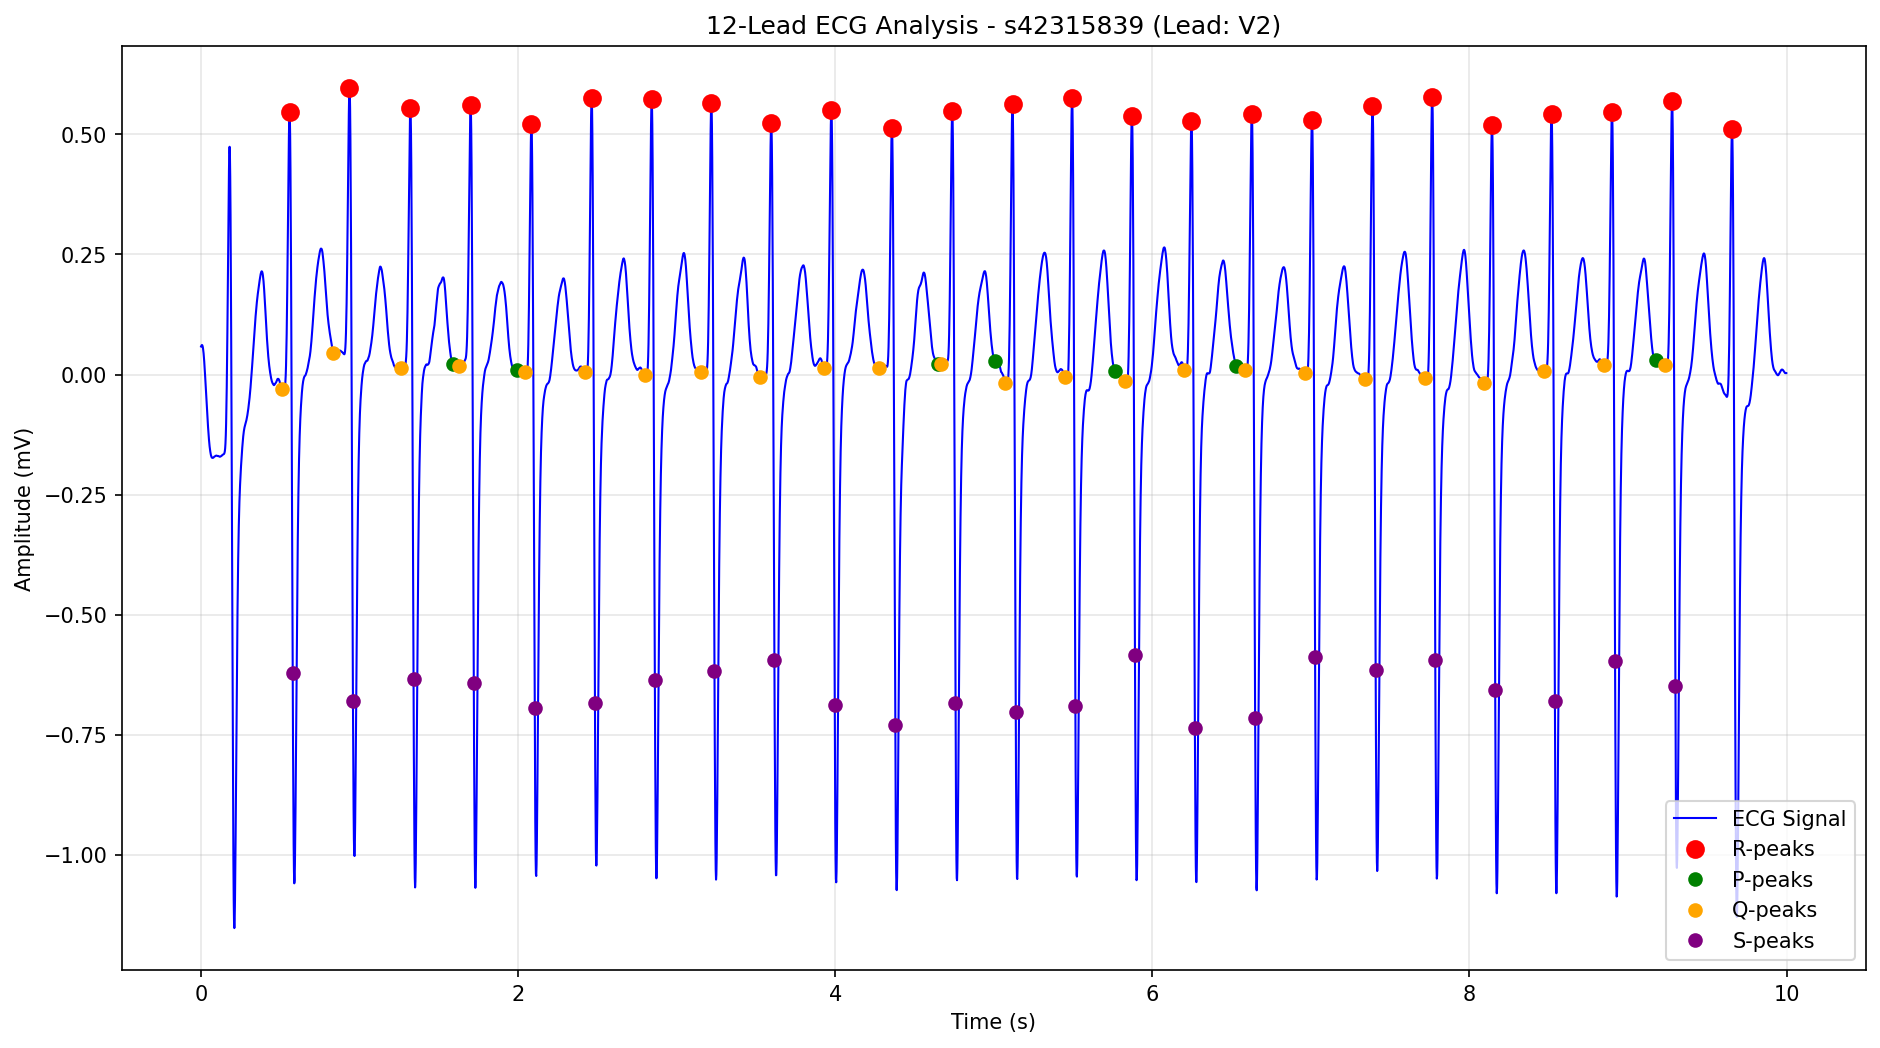 12-Lead ECG Analysis - s42315839 (Lead: V2)
Amplitude (mV)
0.50
0.25
0.00
−0.25
−0.50
−0.75
−1.00
0
2
4
6
8
10
Time (s)
ECG Signal
R-peaks
P-peaks
Q-peaks
S-peaks